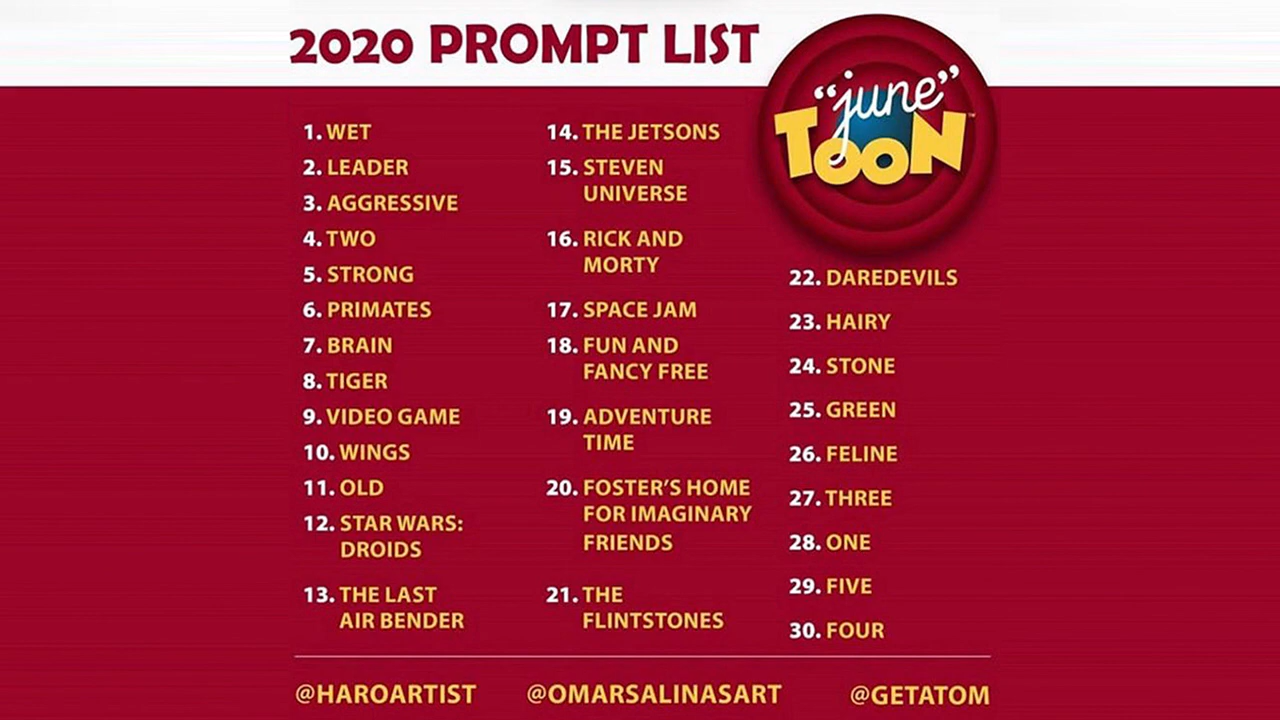 2020 PROMPT LIST
“june”
TOON™
1. WET
2. LEADER
3. AGGRESSIVE
4. TWO
5. STRONG
6. PRIMATES
7. BRAIN
8. TIGER
9. VIDEO GAME
10. WINGS
11. OLD
12. STAR WARS:
DROIDS
13. THE LAST
AIR BENDER
14. THE JETSONS
15. STEVEN
UNIVERSE
16. RICK AND
MORTY
17. SPACE JAM
18. FUN AND
FANCY FREE
19. ADVENTURE
TIME
20. FOSTER’S HOME
FOR IMAGINARY
FRIENDS
21. THE
FLINTSTONES
22. DAREDEVILS
23. HAIRY
24. STONE
25. GREEN
26. FELINE
27. THREE
28. ONE
29. FIVE
30. FOUR
@HAROARTIST
@OMARSALINASART
@GETATOM